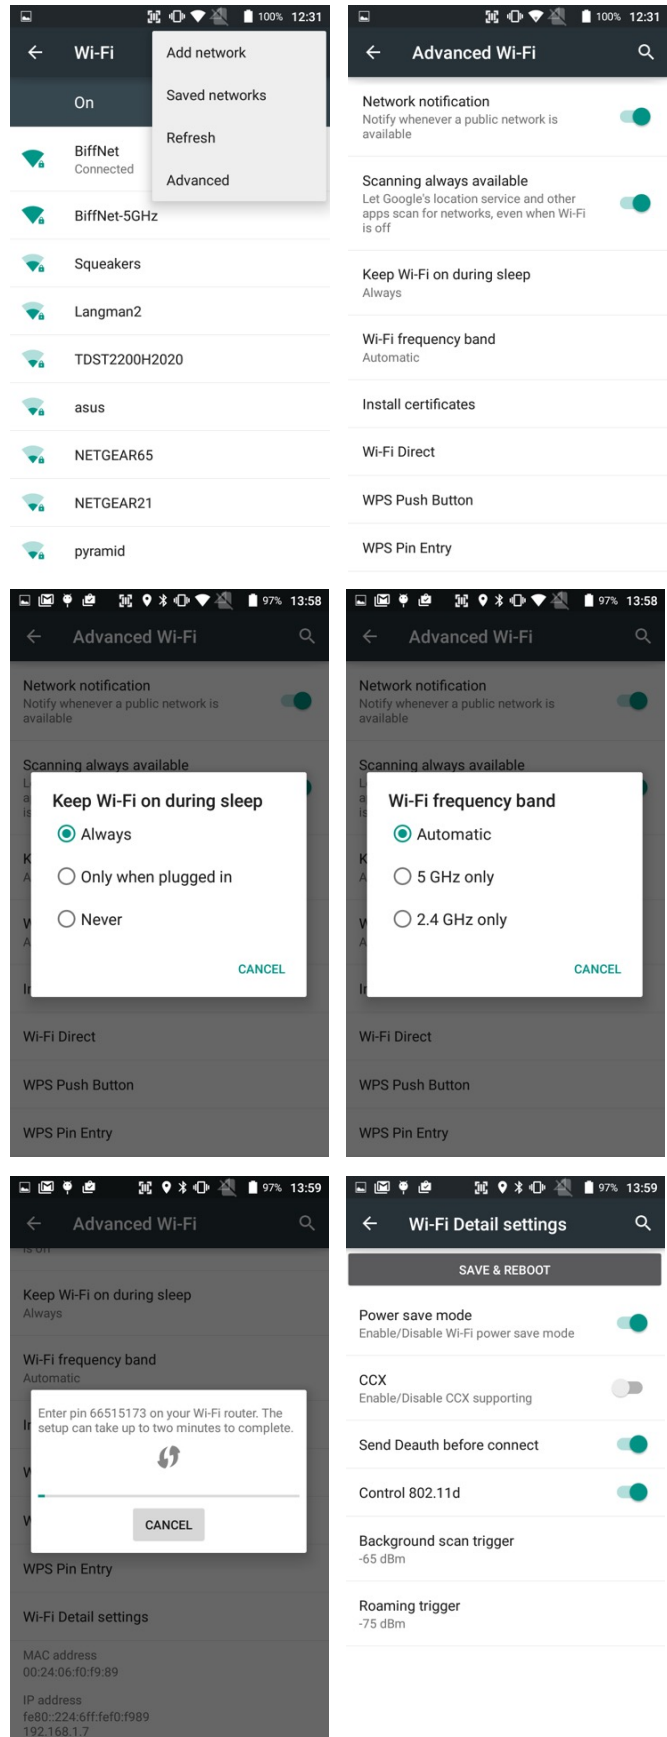 100% 12:31
Wi-Fi
Add network
Saved networks
Refresh
Advanced
On
BiffNet
Connected
BiffNet-5GHz
Squeakers
Langman2
TDST2200H2020
asus
NETGEAR65
NETGEAR21
pyramid
100% 12:31
Advanced Wi-Fi
Network notification
Notify whenever a public network is
available
Scanning always available
Let Google's location service and other
apps scan for networks, even when Wi-Fi
is off
Keep Wi-Fi on during sleep
Always
Wi-Fi frequency band
Automatic
Install certificates
Wi-Fi Direct
WPS Push Button
WPS Pin Entry
97% 13:58
Advanced Wi-Fi
Network notification
Notify whenever a public network is
available
Scanning always available
Keep Wi-Fi on during sleep
Always
Only when plugged in
Never
CANCEL
Wi-Fi Direct
WPS Push Button
WPS Pin Entry
97% 13:58
Advanced Wi-Fi
Network notification
Notify whenever a public network is
available
Scanning always available
Wi-Fi frequency band
Automatic
5 GHz only
2.4 GHz only
CANCEL
Wi-Fi Direct
WPS Push Button
WPS Pin Entry
97% 13:59
Advanced Wi-Fi
is off
Keep Wi-Fi on during sleep
Always
Wi-Fi frequency band
Automatic
Enter pin 66515173 on your Wi-Fi router. The
setup can take up to two minutes to complete.
CANCEL
WPS Pin Entry
Wi-Fi Detail settings
MAC address
00:24:06:f0:f9:89
IP address
fe80::224:6ff:fef0:f989
192.168.1.7
97% 13:59
Wi-Fi Detail settings
SAVE & REBOOT
Power save mode
Enable/Disable Wi-Fi power save mode
CCX
Enable/Disable CCX supporting
Send Deauth before connect
Control 802.11d
Background scan trigger
-65 dBm
Roaming trigger
-75 dBm